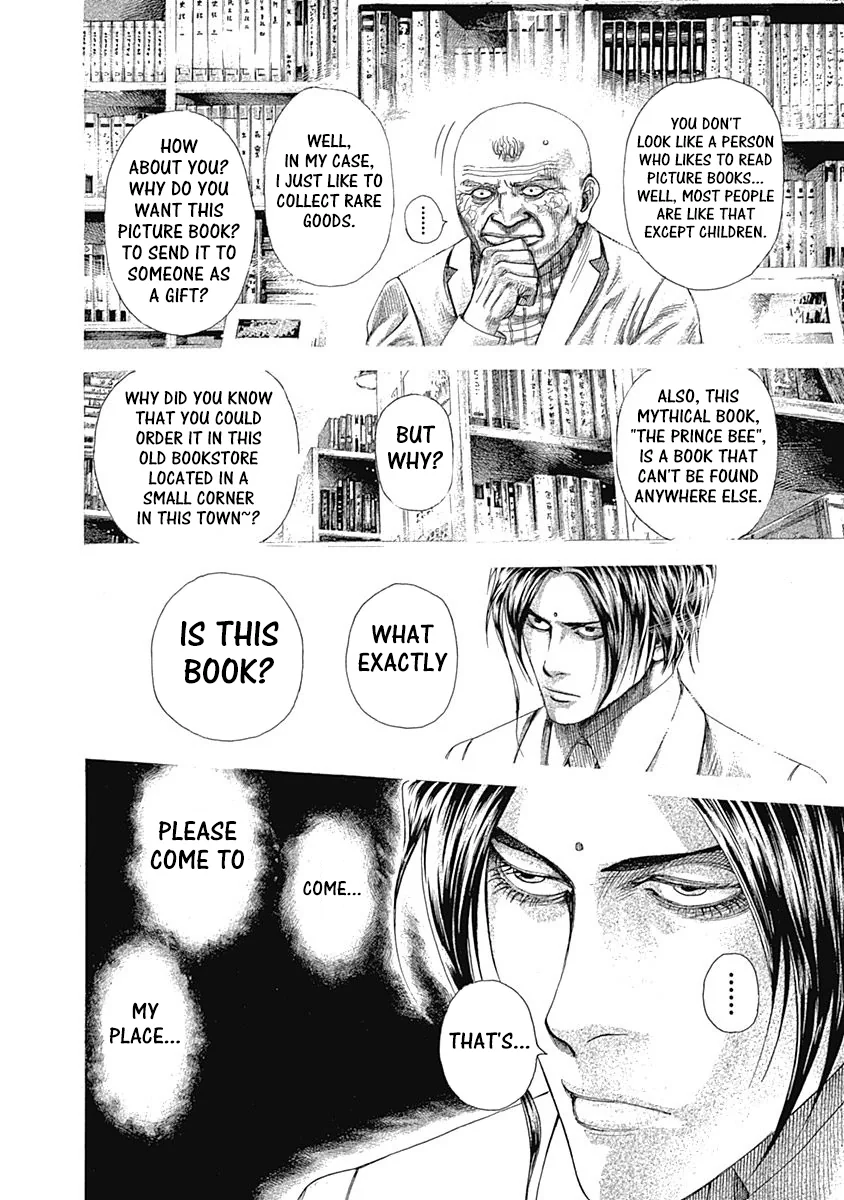 YOU DON'T
LOOK LIKE A PERSON
WHO LIKES TO READ
PICTURE BOOKS...
WELL, MOST PEOPLE
ARE LIKE THAT
EXCEPT CHILDREN.
......
WELL,
IN MY CASE,
I JUST LIKE TO
COLLECT RARE
GOODS.
HOW
ABOUT YOU?
WHY DO YOU
WANT THIS
PICTURE BOOK?
TO SEND IT TO
SOMEONE AS
A GIFT?
ALSO, THIS
MYTHICAL BOOK,
"THE PRINCE BEE",
IS A BOOK THAT
CAN'T BE FOUND
ANYWHERE ELSE.
BUT
WHY?
WHY DID YOU KNOW
THAT YOU COULD
ORDER IT IN THIS
OLD BOOKSTORE
LOCATED IN A
SMALL CORNER
IN THIS TOWN~?
WHAT
EXACTLY
IS THIS
BOOK?
......
THAT'S...
COME...
PLEASE
COME TO
MY
PLACE...